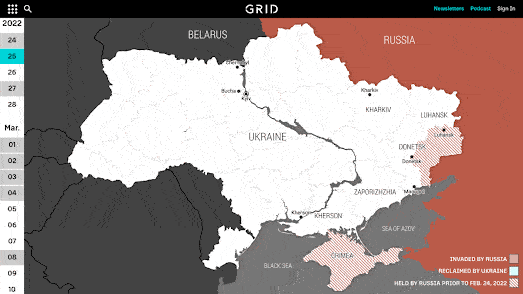 GRID
Newsletters Podcast Sign In
2022
24
25
26
27
28
Mar.
01
02
03
04
05
06
07
08
09
10
BELARUS
RUSSIA
Chernobyl
Bucha
Kyiv
Kharkiv
KHARKIV
LUHANSK
Luhansk
UKRAINE
DONETSK
Donetsk
ZAPORIZHZHIA
Mariupol
Kherson
KHERSON
SEA OF AZOV
CRIMEA
BLACK SEA
INVADED BY RUSSIA
RECLAIMED BY UKRAINE
HELD BY RUSSIA PRIOR TO FEB. 24, 2022